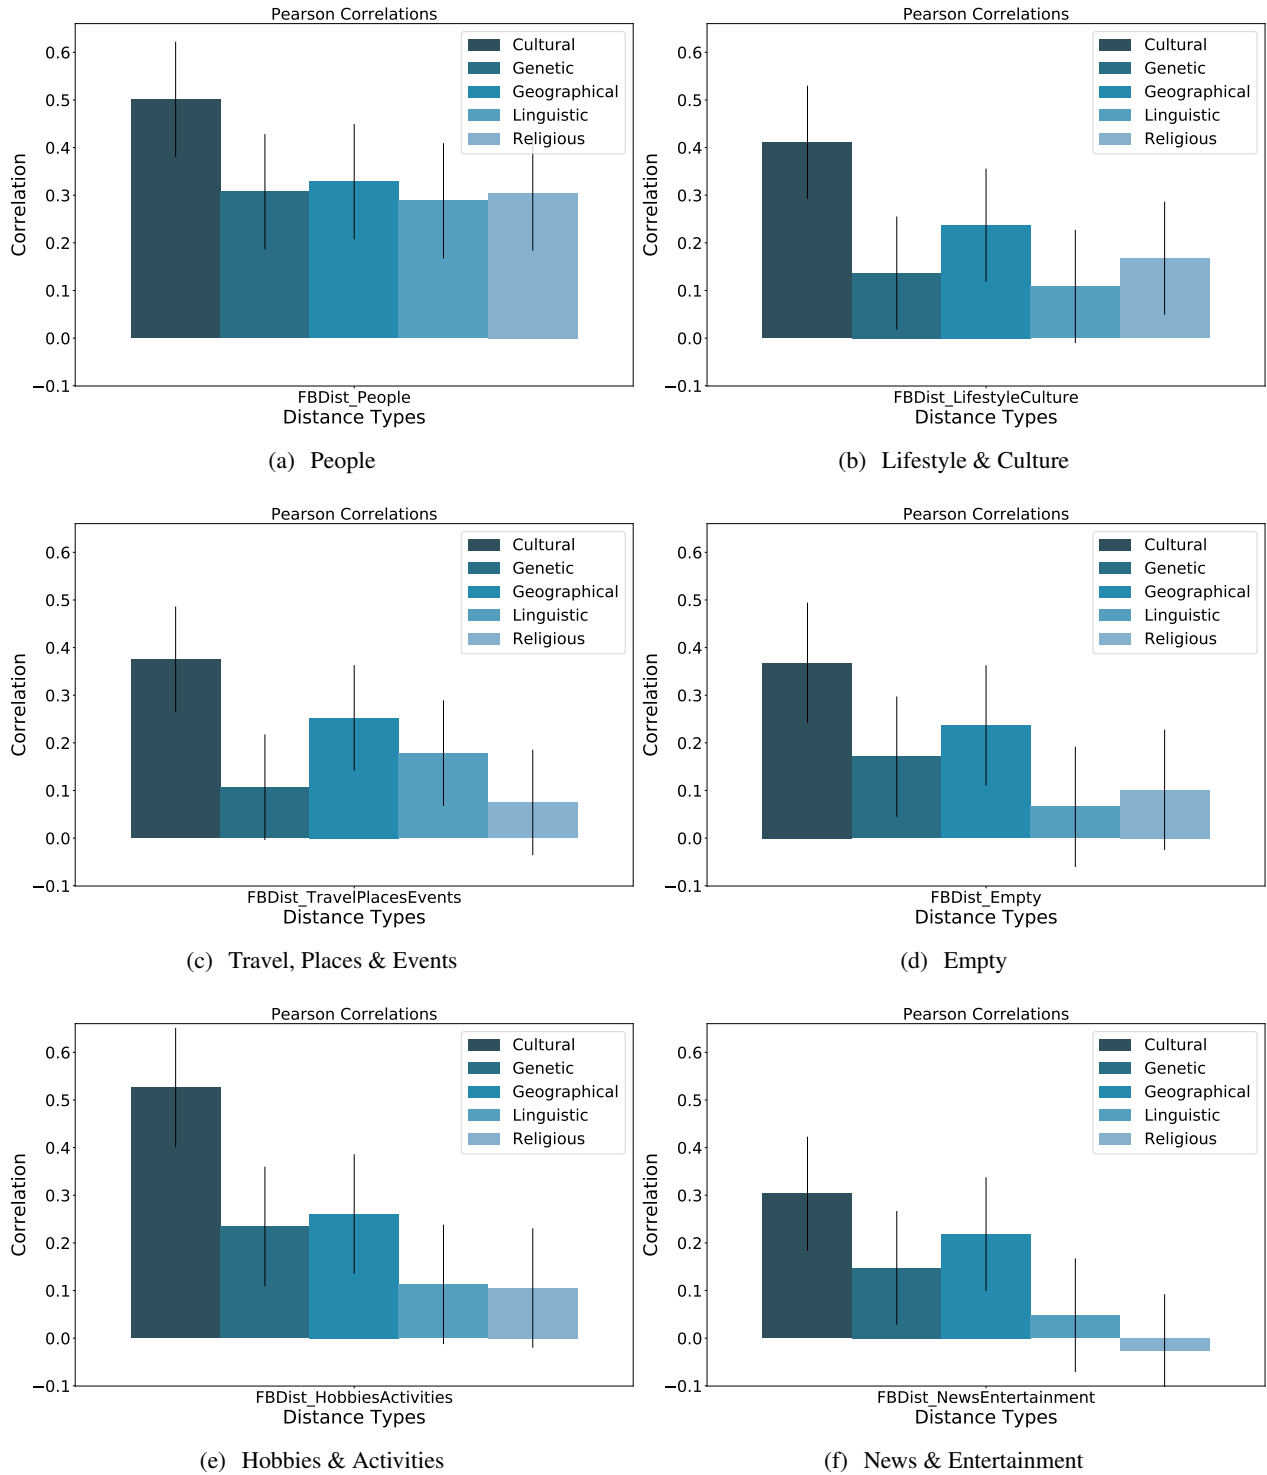 Pearson Correlations
Correlation
0.6
0.5
0.4
0.3
0.2
0.1
0.0
−0.1
Cultural
Genetic
Geographical
Linguistic
Religious
FBDist_People
Distance Types
(a) People
Pearson Correlations
Correlation
0.6
0.5
0.4
0.3
0.2
0.1
0.0
−0.1
Cultural
Genetic
Geographical
Linguistic
Religious
FBDist_LifestyleCulture
Distance Types
(b) Lifestyle & Culture
Pearson Correlations
Correlation
0.6
0.5
0.4
0.3
0.2
0.1
0.0
−0.1
Cultural
Genetic
Geographical
Linguistic
Religious
FBDist_TravelPlacesEvents
Distance Types
(c) Travel, Places & Events
Pearson Correlations
Correlation
0.6
0.5
0.4
0.3
0.2
0.1
0.0
−0.1
Cultural
Genetic
Geographical
Linguistic
Religious
FBDist_Empty
Distance Types
(d) Empty
Pearson Correlations
Correlation
0.6
0.5
0.4
0.3
0.2
0.1
0.0
−0.1
Cultural
Genetic
Geographical
Linguistic
Religious
FBDist_HobbiesActivities
Distance Types
(e) Hobbies & Activities
Pearson Correlations
Correlation
0.6
0.5
0.4
0.3
0.2
0.1
0.0
−0.1
Cultural
Genetic
Geographical
Linguistic
Religious
FBDist_NewsEntertainment
Distance Types
(f) News & Entertainment